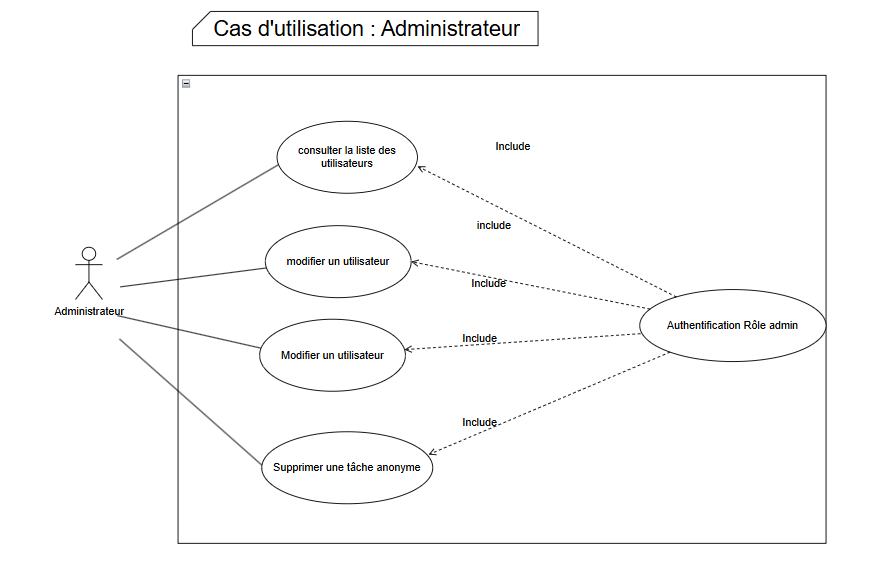 Cas d'utilisation : Administrateur
Include
consulter la liste des
utilisateurs
include
modifier un utilisateur
Include
Administrateur
Authentification Rôle admin
Include
Modifier un utilisateur
Include
Supprimer une tâche anonyme